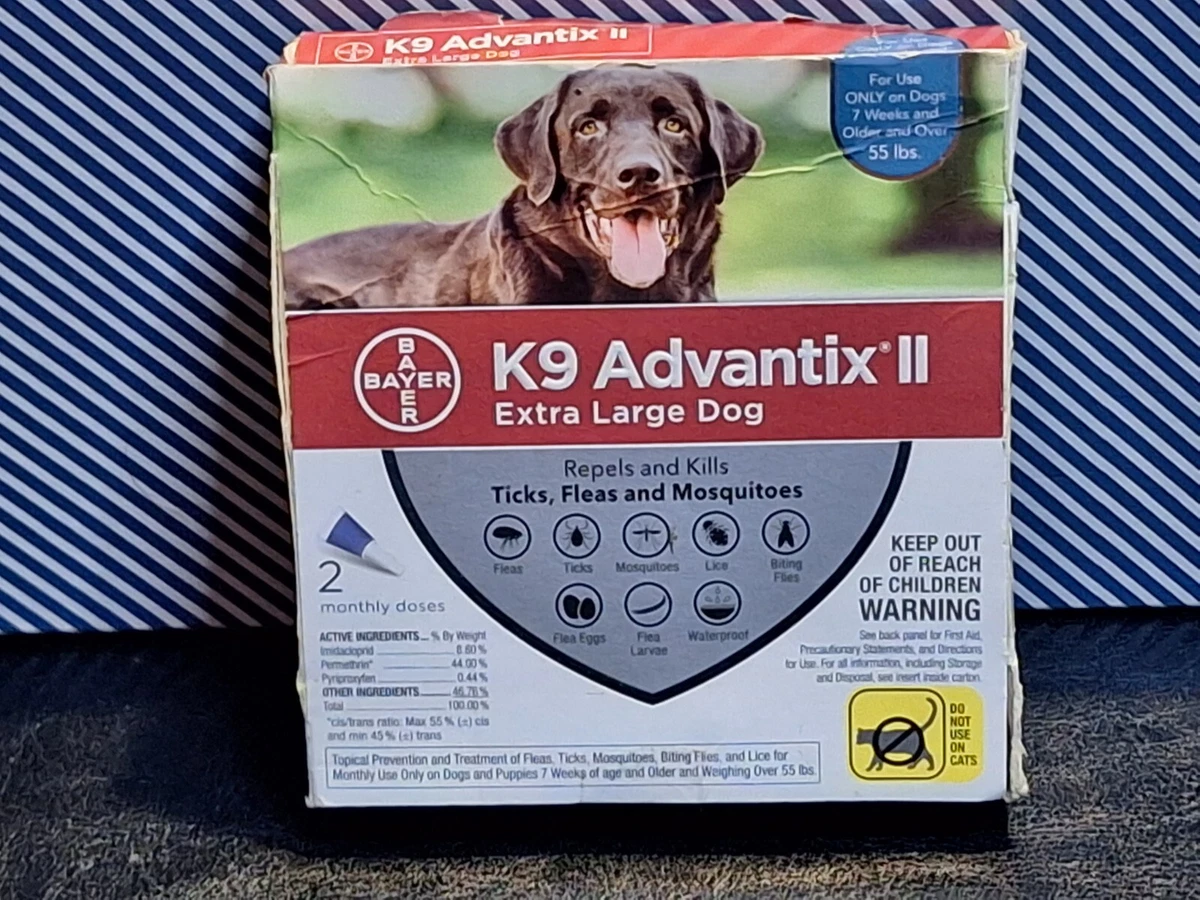 K9 Advantix II
Extra Large Dog
For Use
ONLY on Dogs
7 Weeks and
Older and Over
55 lbs.
BAYER
BAYER
K9 Advantix® II
Extra Large Dog
Repels and Kills
Ticks, Fleas and Mosquitoes
Fleas
Ticks
Mosquitoes
Lice
Biting
Flies
Flea Eggs
Flea
Larvae
Waterproof
2
monthly doses
KEEP OUT
OF REACH
OF CHILDREN
WARNING
See back panel for First Aid,
Precautionary Statements, and Directions
for Use. For all information, including Storage
and Disposal, see insert inside carton.
ACTIVE INGREDIENTS % By Weight
Imidacloprid 8.80%
Permethrin* 44.00%
Pyriproxyfen 0.44%
OTHER INGREDIENTS 46.76%
Total 100.00%
*cis/trans ratio: Max 55% (±) cis
and min 45% (±) trans
DO
NOT
USE
ON
CATS
Topical Prevention and Treatment of Fleas, Ticks, Mosquitoes, Biting Flies, and Lice for
Monthly Use Only on Dogs and Puppies 7 Weeks of age and Older and Weighing Over 55 lbs.